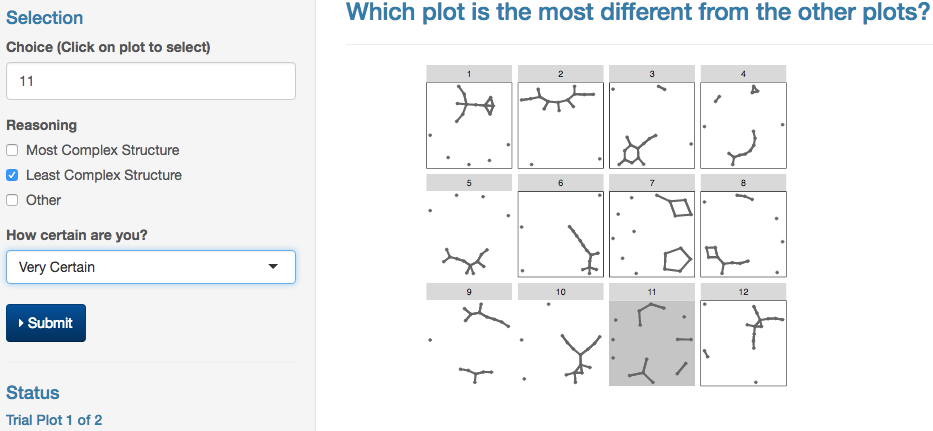 Selection
Choice (Click on plot to select)
11
Reasoning
Most Complex Structure
Least Complex Structure
Other
How certain are you?
Very Certain
Submit
Status
Trial Plot 1 of 2
Which plot is the most different from the other plots?
1 2 3 4
5 6 7 8
9 10 11 12